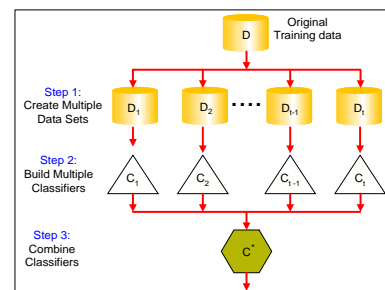 D
Original
Training data
Step 1:
Create Multiple
Data Sets
D1 D2 .... Dt-1 Dt
Step 2:
Build Multiple
Classifiers
C1 C2 Ct-1 Ct
Step 3:
Combine
Classifiers
C*